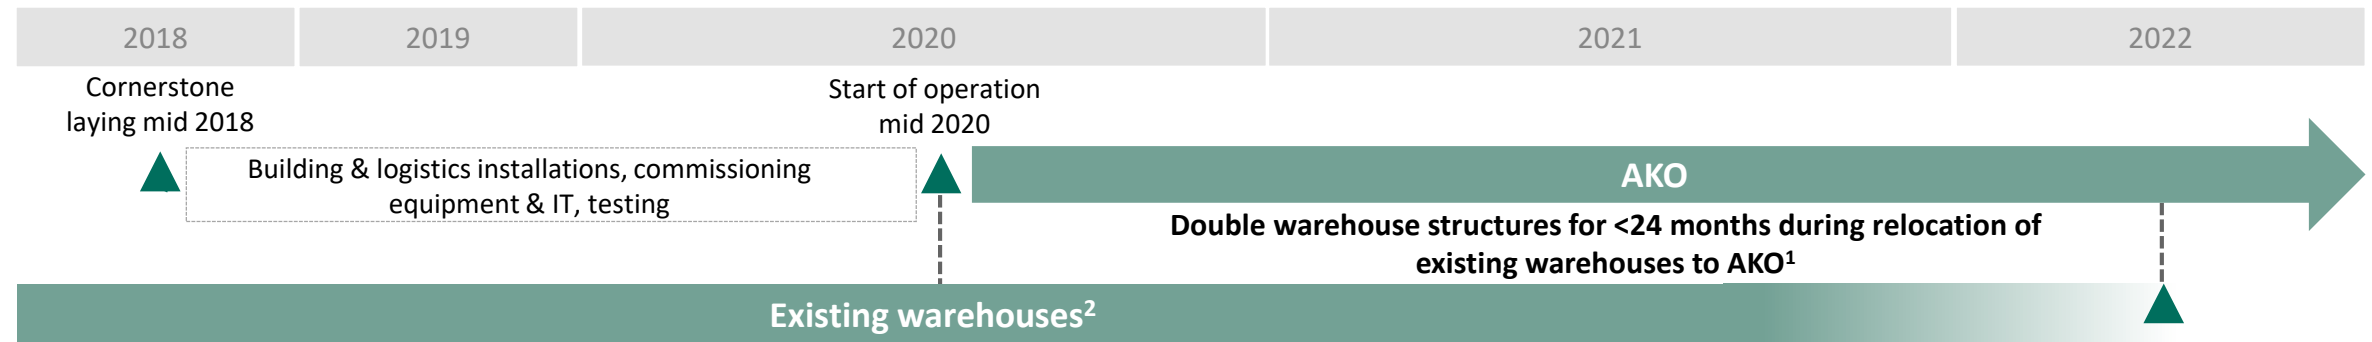 2018
2019
2020
2021
2022
Cornerstone
laying mid 2018
Start of operation
mid 2020
Building & logistics installations, commissioning
equipment & IT, testing
AKO
Double warehouse structures for <24 months during relocation of
existing warehouses to AKO¹
Existing warehouses²